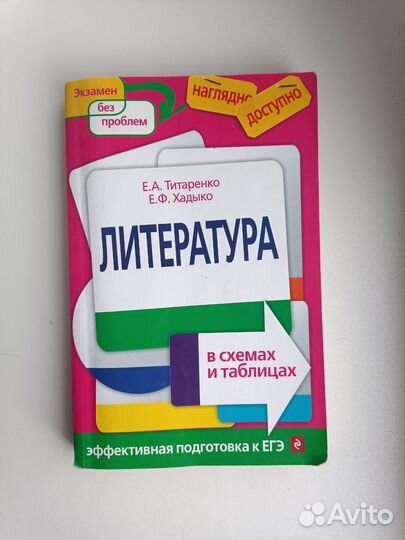 Экзамен
без
проблем
наглядно
доступно
Е.А. Титаренко
Е.Ф. Хадыко
ЛИТЕРАТУРА
в схемах
и таблицах
эффективная подготовка к ЕГЭ
Avito